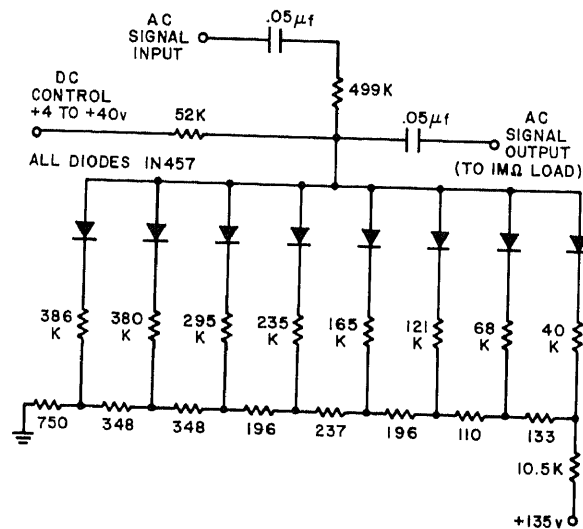 AC
SIGNAL
INPUT
.05µf
499K
DC
CONTROL
+4 TO +40v
52K
.05µf
AC
SIGNAL
OUTPUT
(TO 1MΩ LOAD)
ALL DIODES IN457
386
K
380
K
295
K
235
K
165
K
121
K
68
K
40
K
750
348
348
196
237
196
110
133
10.5K
+135v